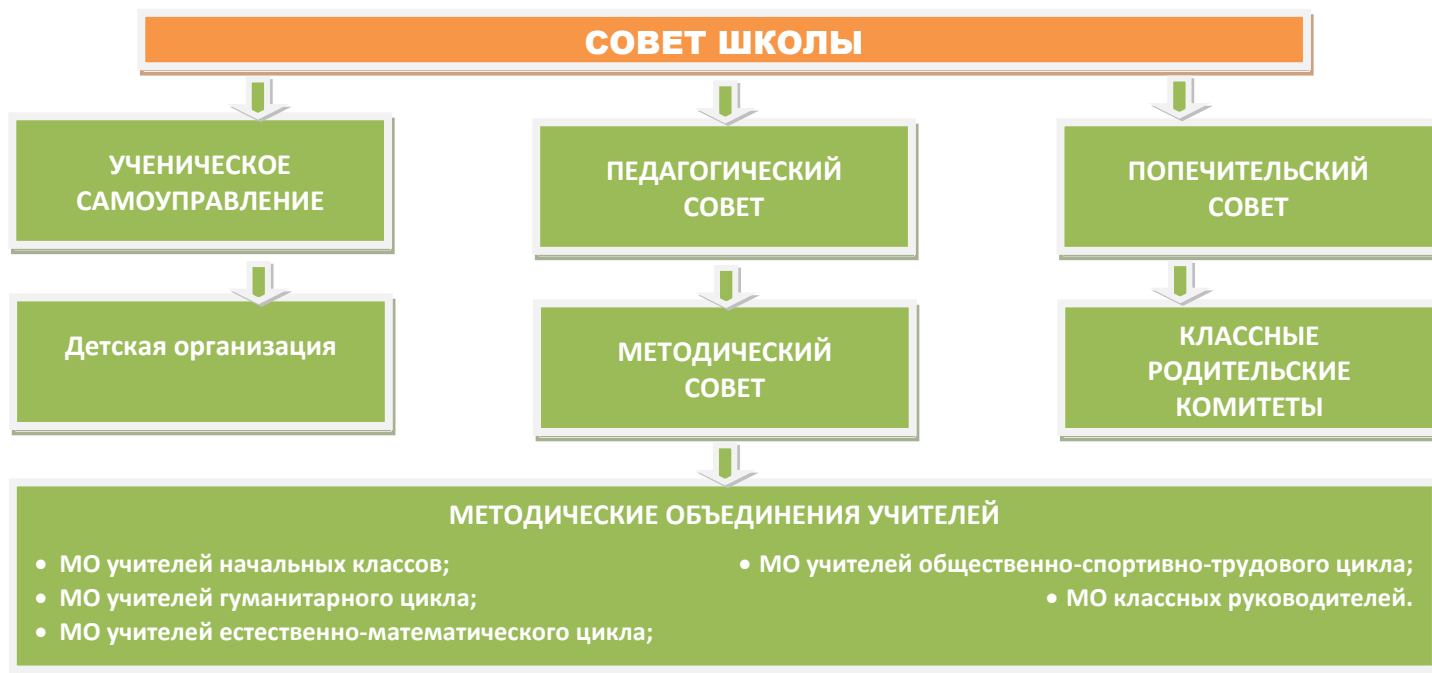 СОВЕТ ШКОЛЫ
УЧЕНИЧЕСКОЕ
САМОУПРАВЛЕНИЕ
ПЕДАГОГИЧЕСКИЙ
СОВЕТ
ПОПЕЧИТЕЛЬСКИЙ
СОВЕТ
Детская организация
МЕТОДИЧЕСКИЙ
СОВЕТ
КЛАССНЫЕ
РОДИТЕЛЬСКИЕ
КОМИТЕТЫ
МЕТОДИЧЕСКИЕ ОБЪЕДИНЕНИЯ УЧИТЕЛЕЙ
• МО учителей начальных классов;
• МО учителей гуманитарного цикла;
• МО учителей естественно-математического цикла;
• МО учителей общественно-спортивно-трудового цикла;
• МО классных руководителей.